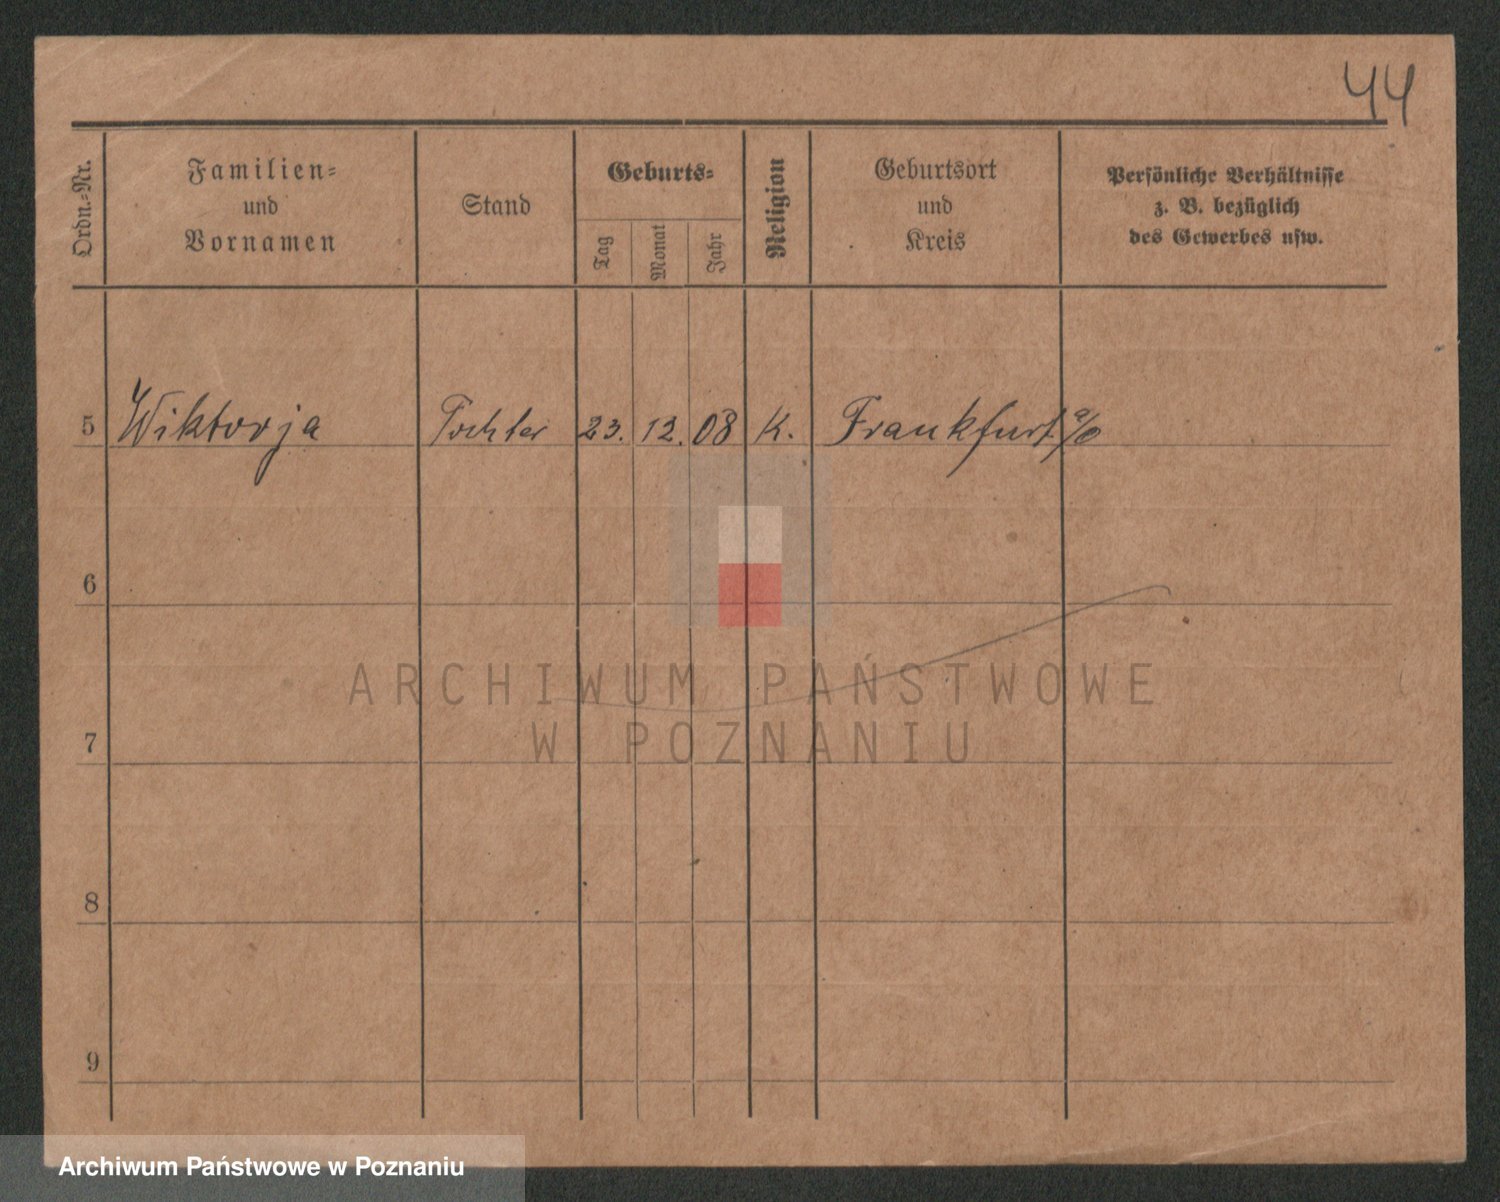 44
Ordn.-Nr.
Familien-
und
Vornamen
Stand
Geburts-
Tag
Monat
Jahr
Religion
Geburtsort
und
Kreis
Persönliche Verhältnisse
z. B. bezüglich
des Gewerbes usw.
5 Wiktorja Tochter 23. 12. 08 K. Frankfurt a/O
6
7
8
9
ARCHIWUM PAŃSTWOWE
W POZNANIU
Archiwum Państwowe w Poznaniu